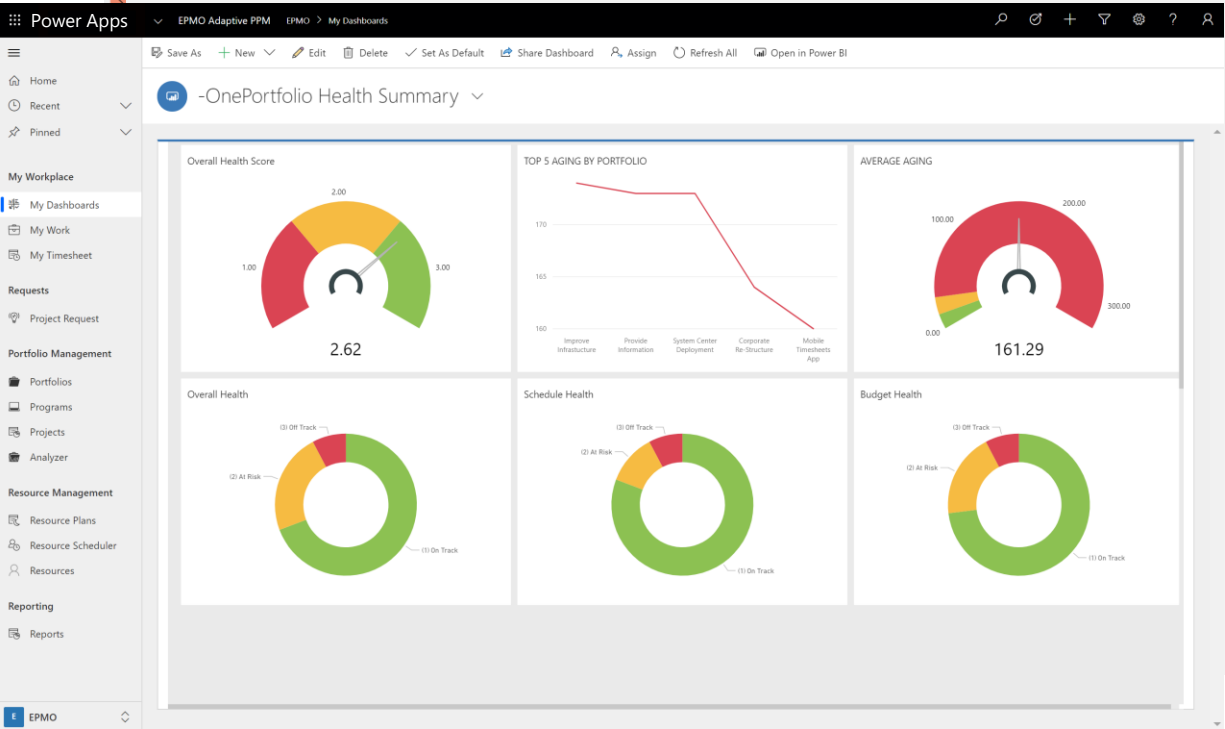 Power Apps
EPMO Adaptive PPM EPMO > My Dashboards
Save As New Edit Delete Set As Default Share Dashboard Assign Refresh All Open in Power BI
Home
Recent
Pinned
My Workplace
My Dashboards
My Work
My Timesheet
Requests
Project Request
Portfolio Management
Portfolios
Programs
Projects
Analyzer
Resource Management
Resource Plans
Resource Scheduler
Resources
Reporting
Reports
E EPMO
-OnePortfolio Health Summary
Overall Health Score
2.00
1.00 3.00
2.62
TOP 5 AGING BY PORTFOLIO
170
165
160
Improve Infrastucture
Provide Information
System Center Deployment
Corporate Re-Structure
Mobile Timesheets App
AVERAGE AGING
200.00
100.00
300.00
0.00
161.29
Overall Health
(3) Off Track
(2) At Risk
(1) On Track
Schedule Health
(3) Off Track
(2) At Risk
(1) On Track
Budget Health
(3) Off Track
(2) At Risk
(1) On Track